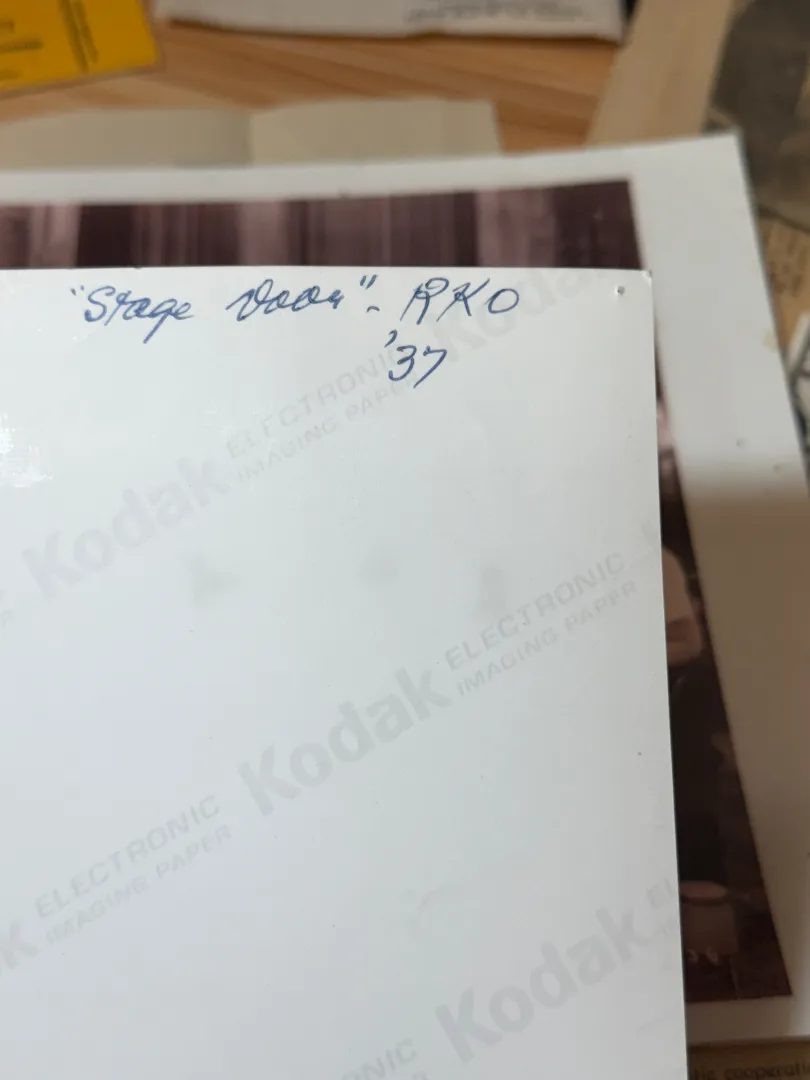 "Stage Door" - RKO
'37
Kodak ELECTRONIC
IMAGING PAPER
Kodak ELECTRONIC
IMAGING PAPER
ELECTRONIC
IMAGING PAPER
Kodak